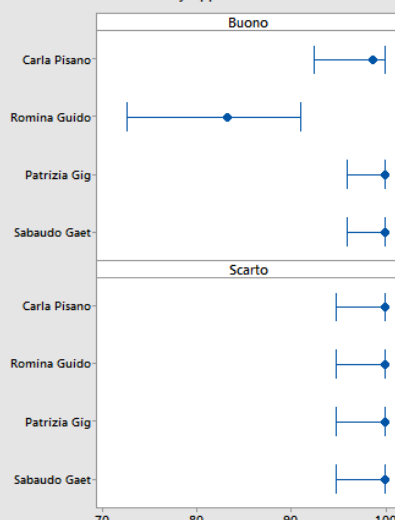 Buono
Carla Pisano
Romina Guido
Patrizia Gig
Sabaudo Gaet
Scarto
Carla Pisano
Romina Guido
Patrizia Gig
Sabaudo Gaet
70 80 90 100